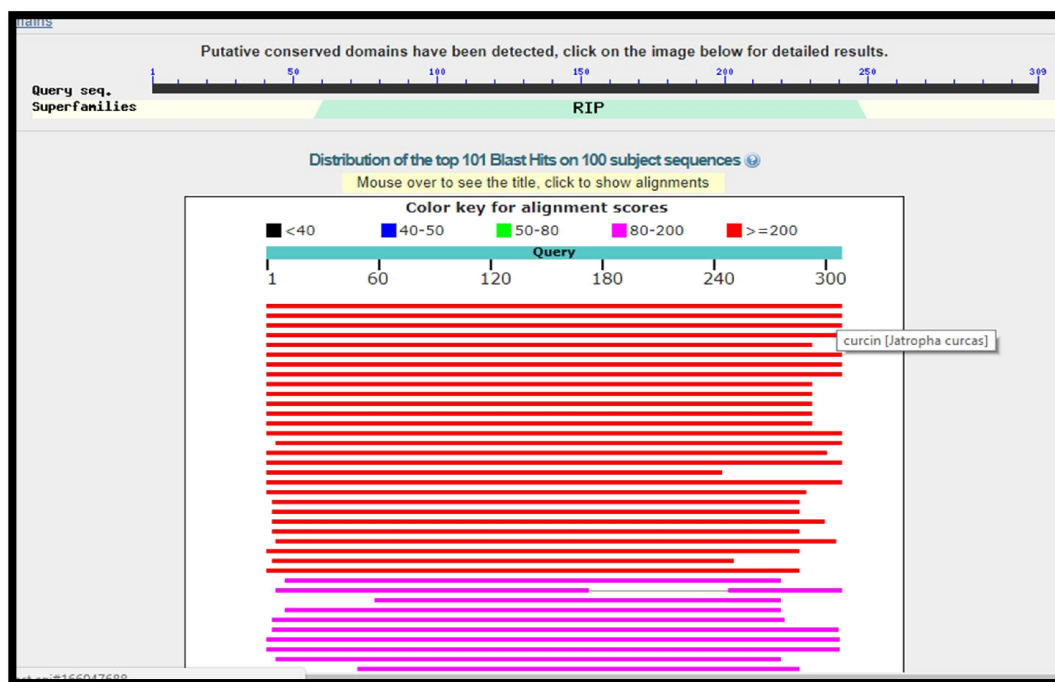 Putative conserved domains have been detected, click on the image below for detailed results.
1 50 100 150 200 250 309
Query seq.
Superfamilies RIP
Distribution of the top 101 Blast Hits on 100 subject sequences ?
Mouse over to see the title, click to show alignments
Color key for alignment scores
<40 40-50 50-80 80-200 >=200
Query
1 60 120 180 240 300
curcin [Jatropha curcas]